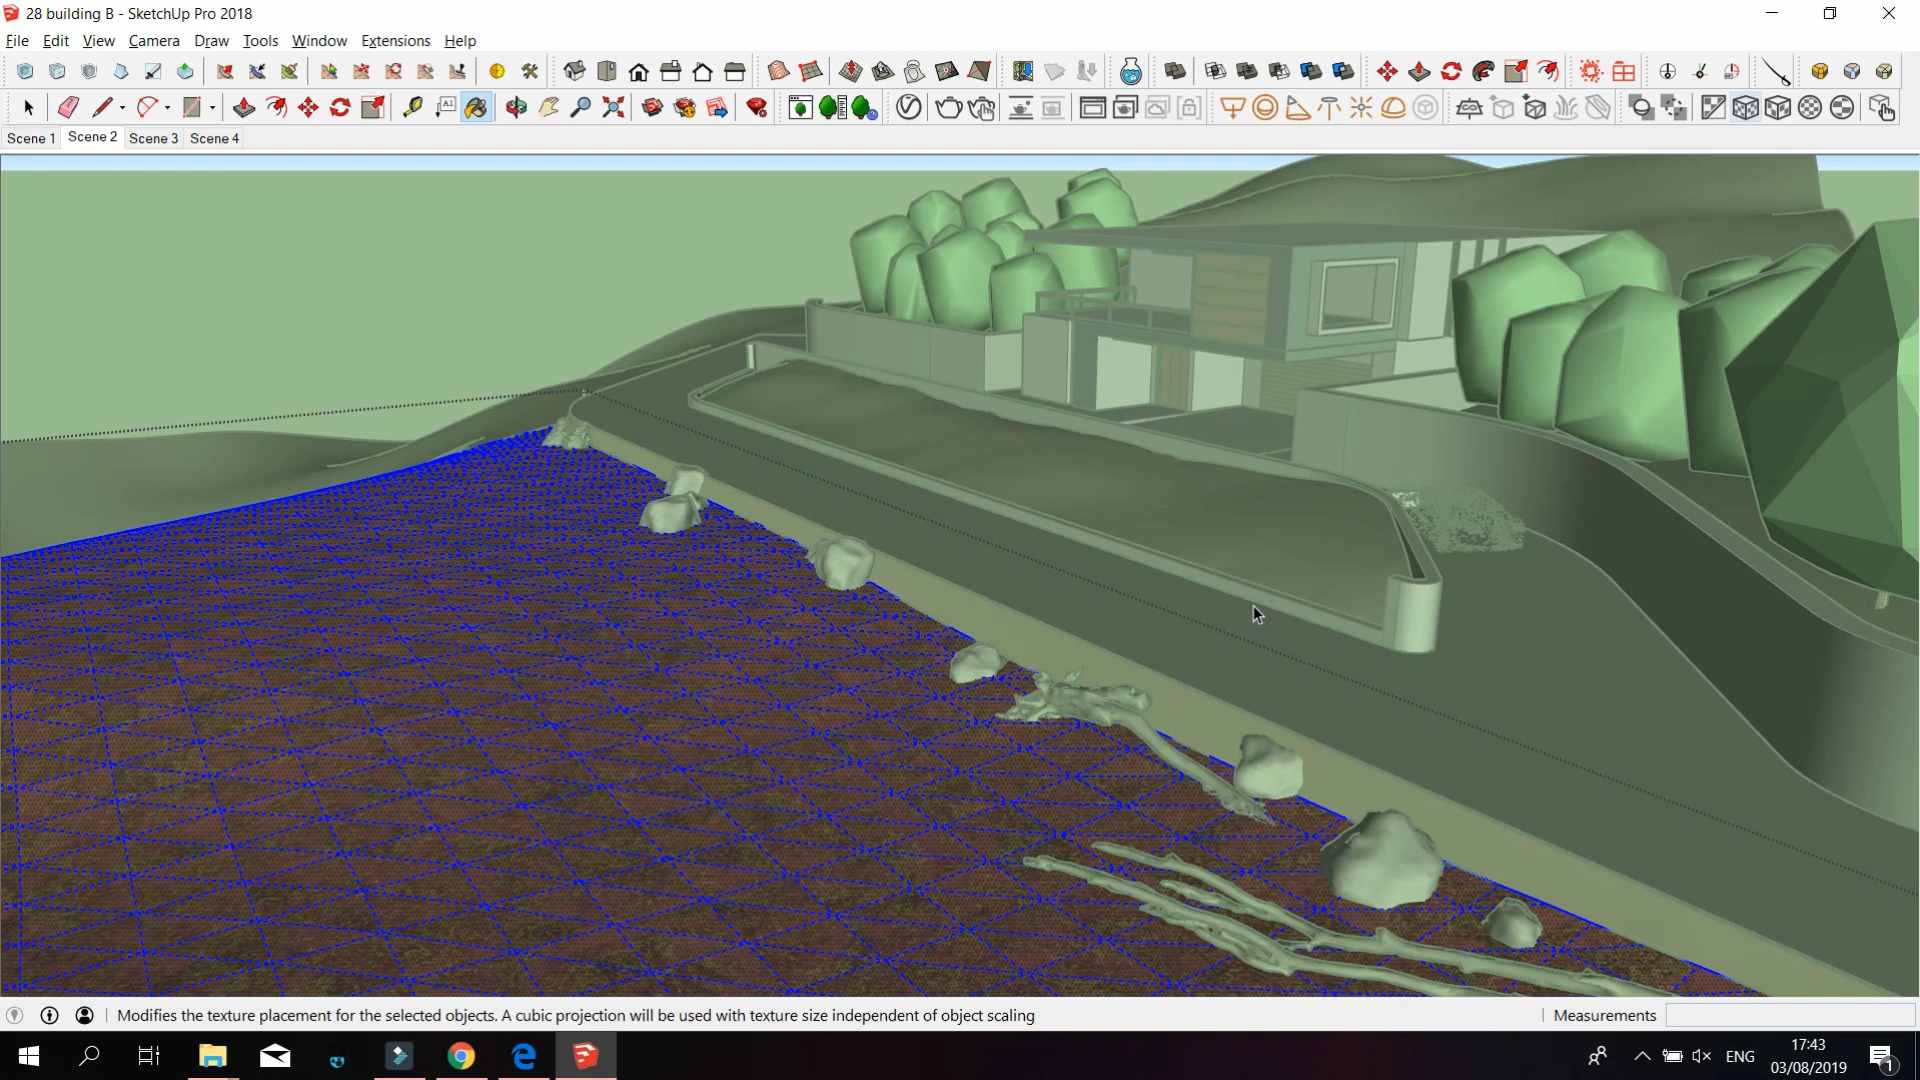 28 building B - SketchUp Pro 2018
File Edit View Camera Draw Tools Window Extensions Help
Scene 1 Scene 2 Scene 3 Scene 4
Modifies the texture placement for the selected objects. A cubic projection will be used with texture size independent of object scaling
Measurements
ENG
17:43
03/08/2019
1